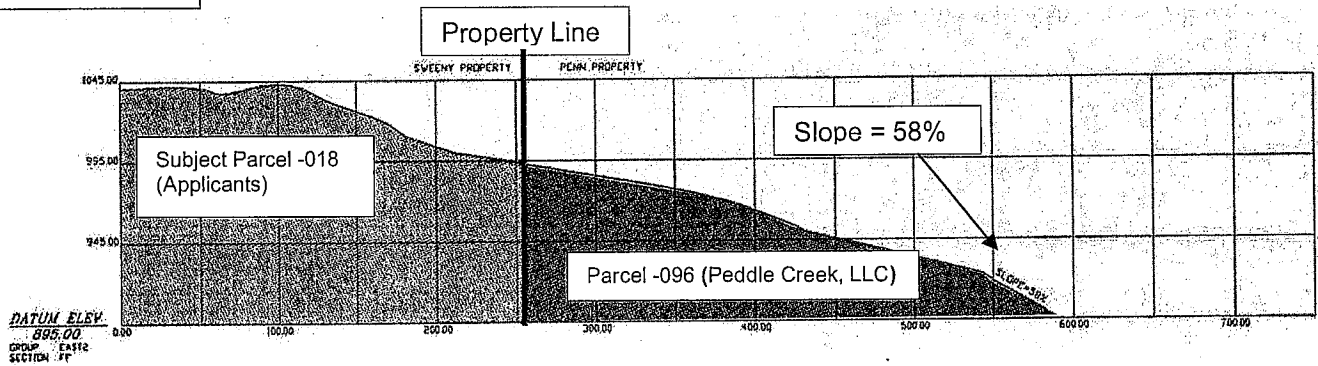 Property Line
SWEENY PROPERTY
PENN PROPERTY
1045.00
Slope = 58%
995.00
Subject Parcel -018
(Applicants)
945.00
Parcel -096 (Peddle Creek, LLC)
SLOPE=58%
DATUM ELEV
895.00
0.00
100.00
200.00
300.00
400.00
500.00
600.00
700.00
GROUP EAST2
SECTION FF